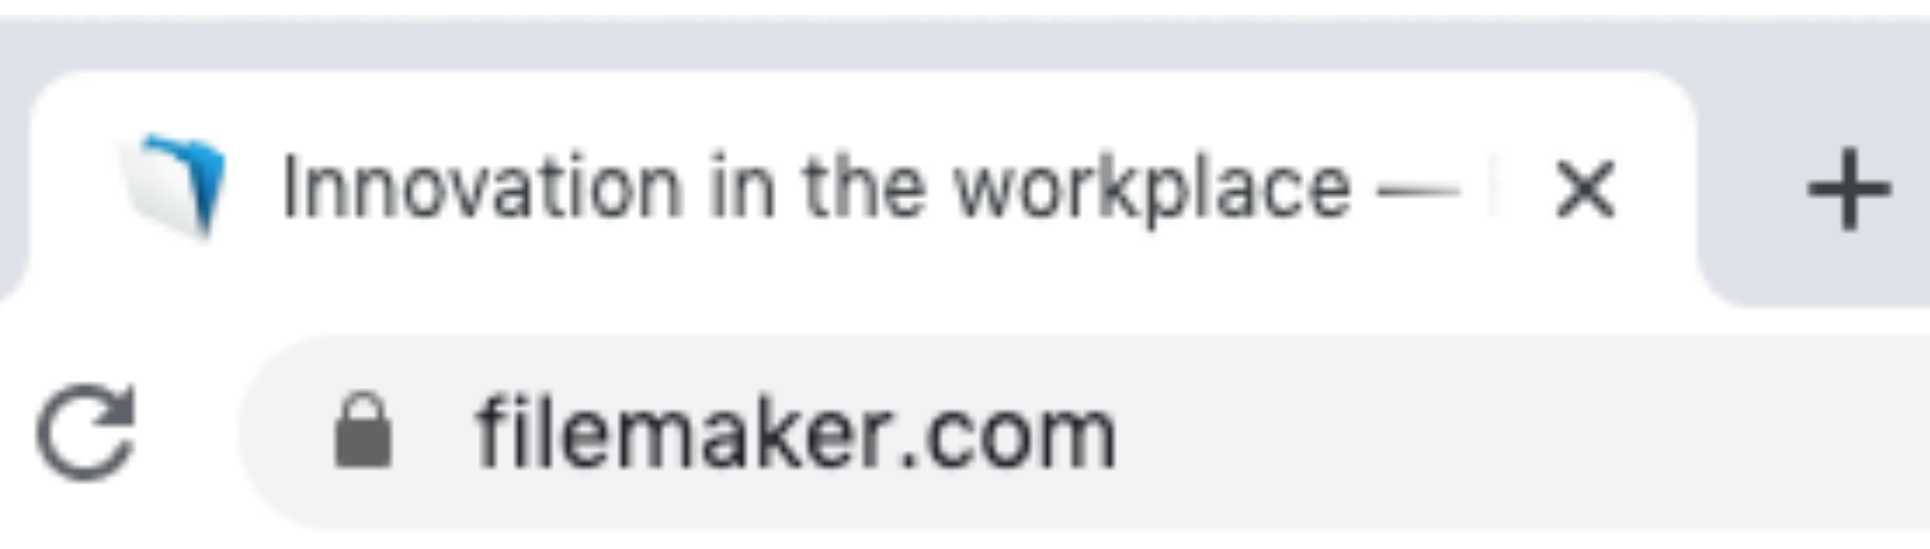 Innovation in the workplace —
filemaker.com